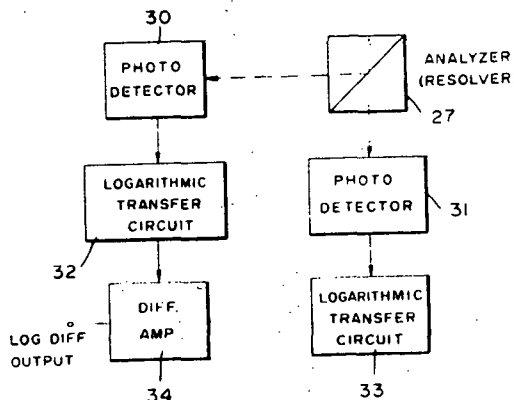 30
PHOTO
DETECTOR
ANALYZER
(RESOLVER
27
LOGARITHMIC
TRANSFER
CIRCUIT
32
PHOTO
DETECTOR
31
DIFF.
AMP
LOG DIFF
OUTPUT
34
LOGARITHMIC
TRANSFER
CIRCUIT
33